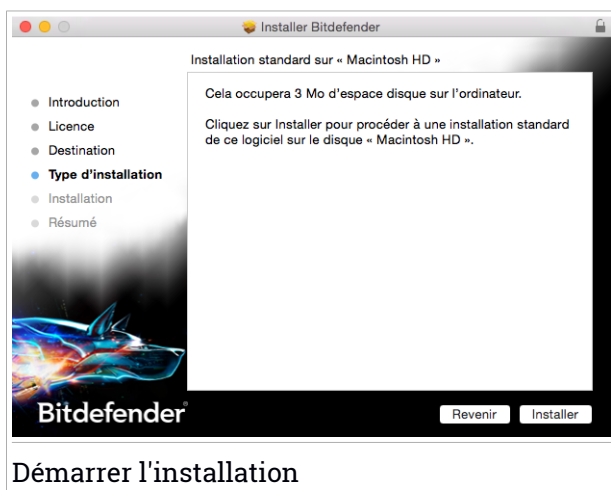 Installer Bitdefender
Installation standard sur « Macintosh HD »
Introduction
Licence
Destination
Type d'installation
Installation
Résumé
Cela occupera 3 Mo d'espace disque sur l'ordinateur.
Cliquez sur Installer pour procéder à une installation standard
de ce logiciel sur le disque « Macintosh HD ».
Bitdefender
Revenir
Installer
Démarrer l'installation